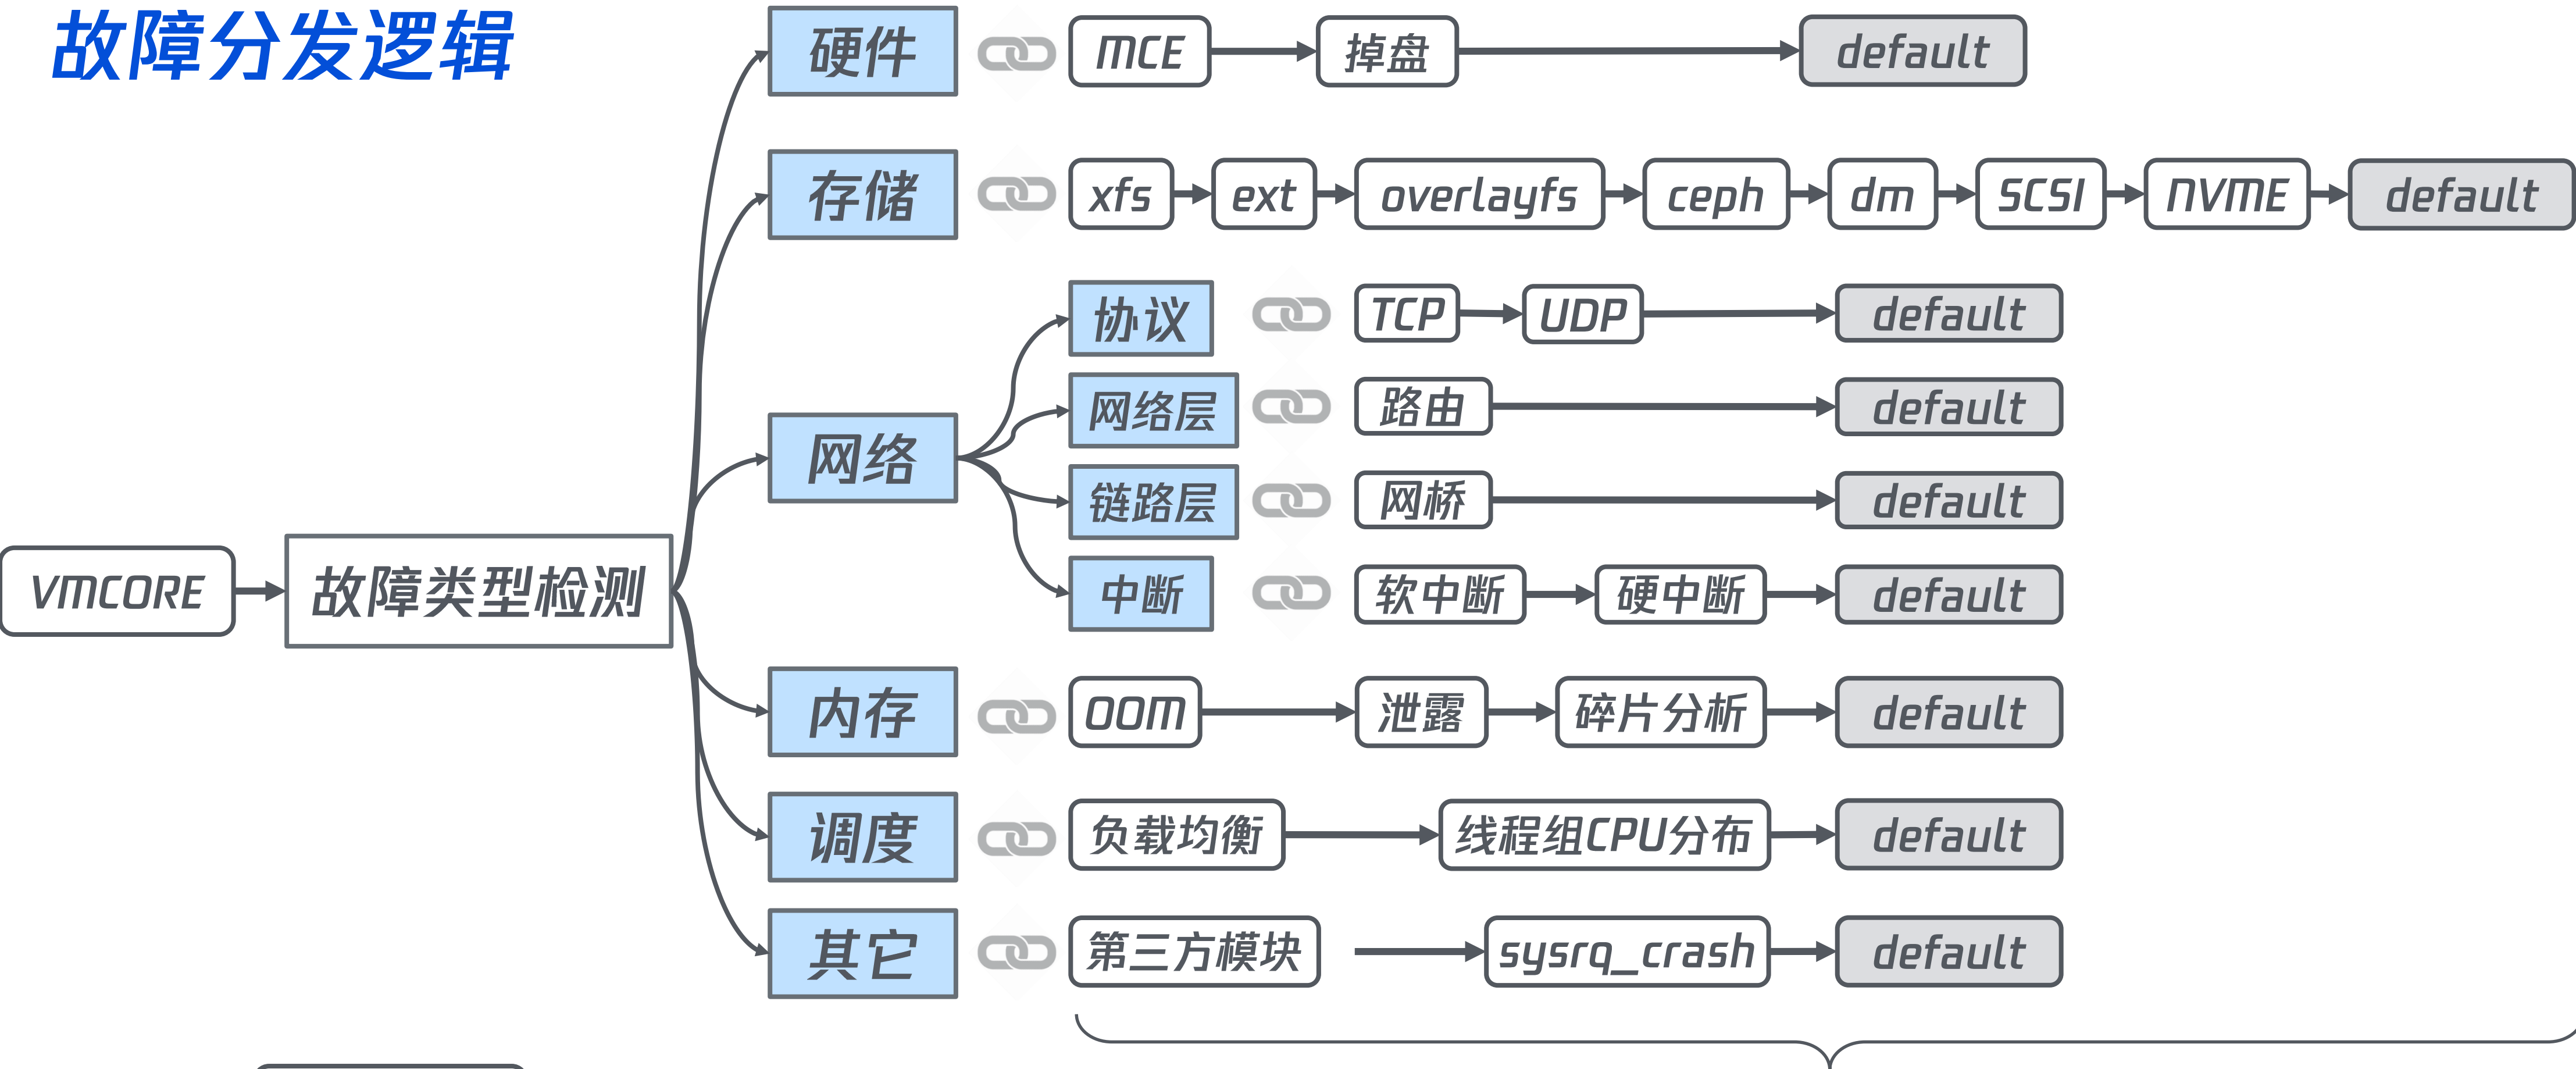 故障分发逻辑
硬件 MCE 掉盘 default
存储 xfs ext overlayfs ceph dm SCSI NVME default
协议 TCP UDP default
网络层 路由 default
网络
链路层 网桥 default
VMCORE 故障类型检测
中断 软中断 硬中断 default
内存 OOM 泄露 碎片分析 default
调度 负载均衡 线程组CPU分布 default
其它 第三方模块 sysrq_crash default